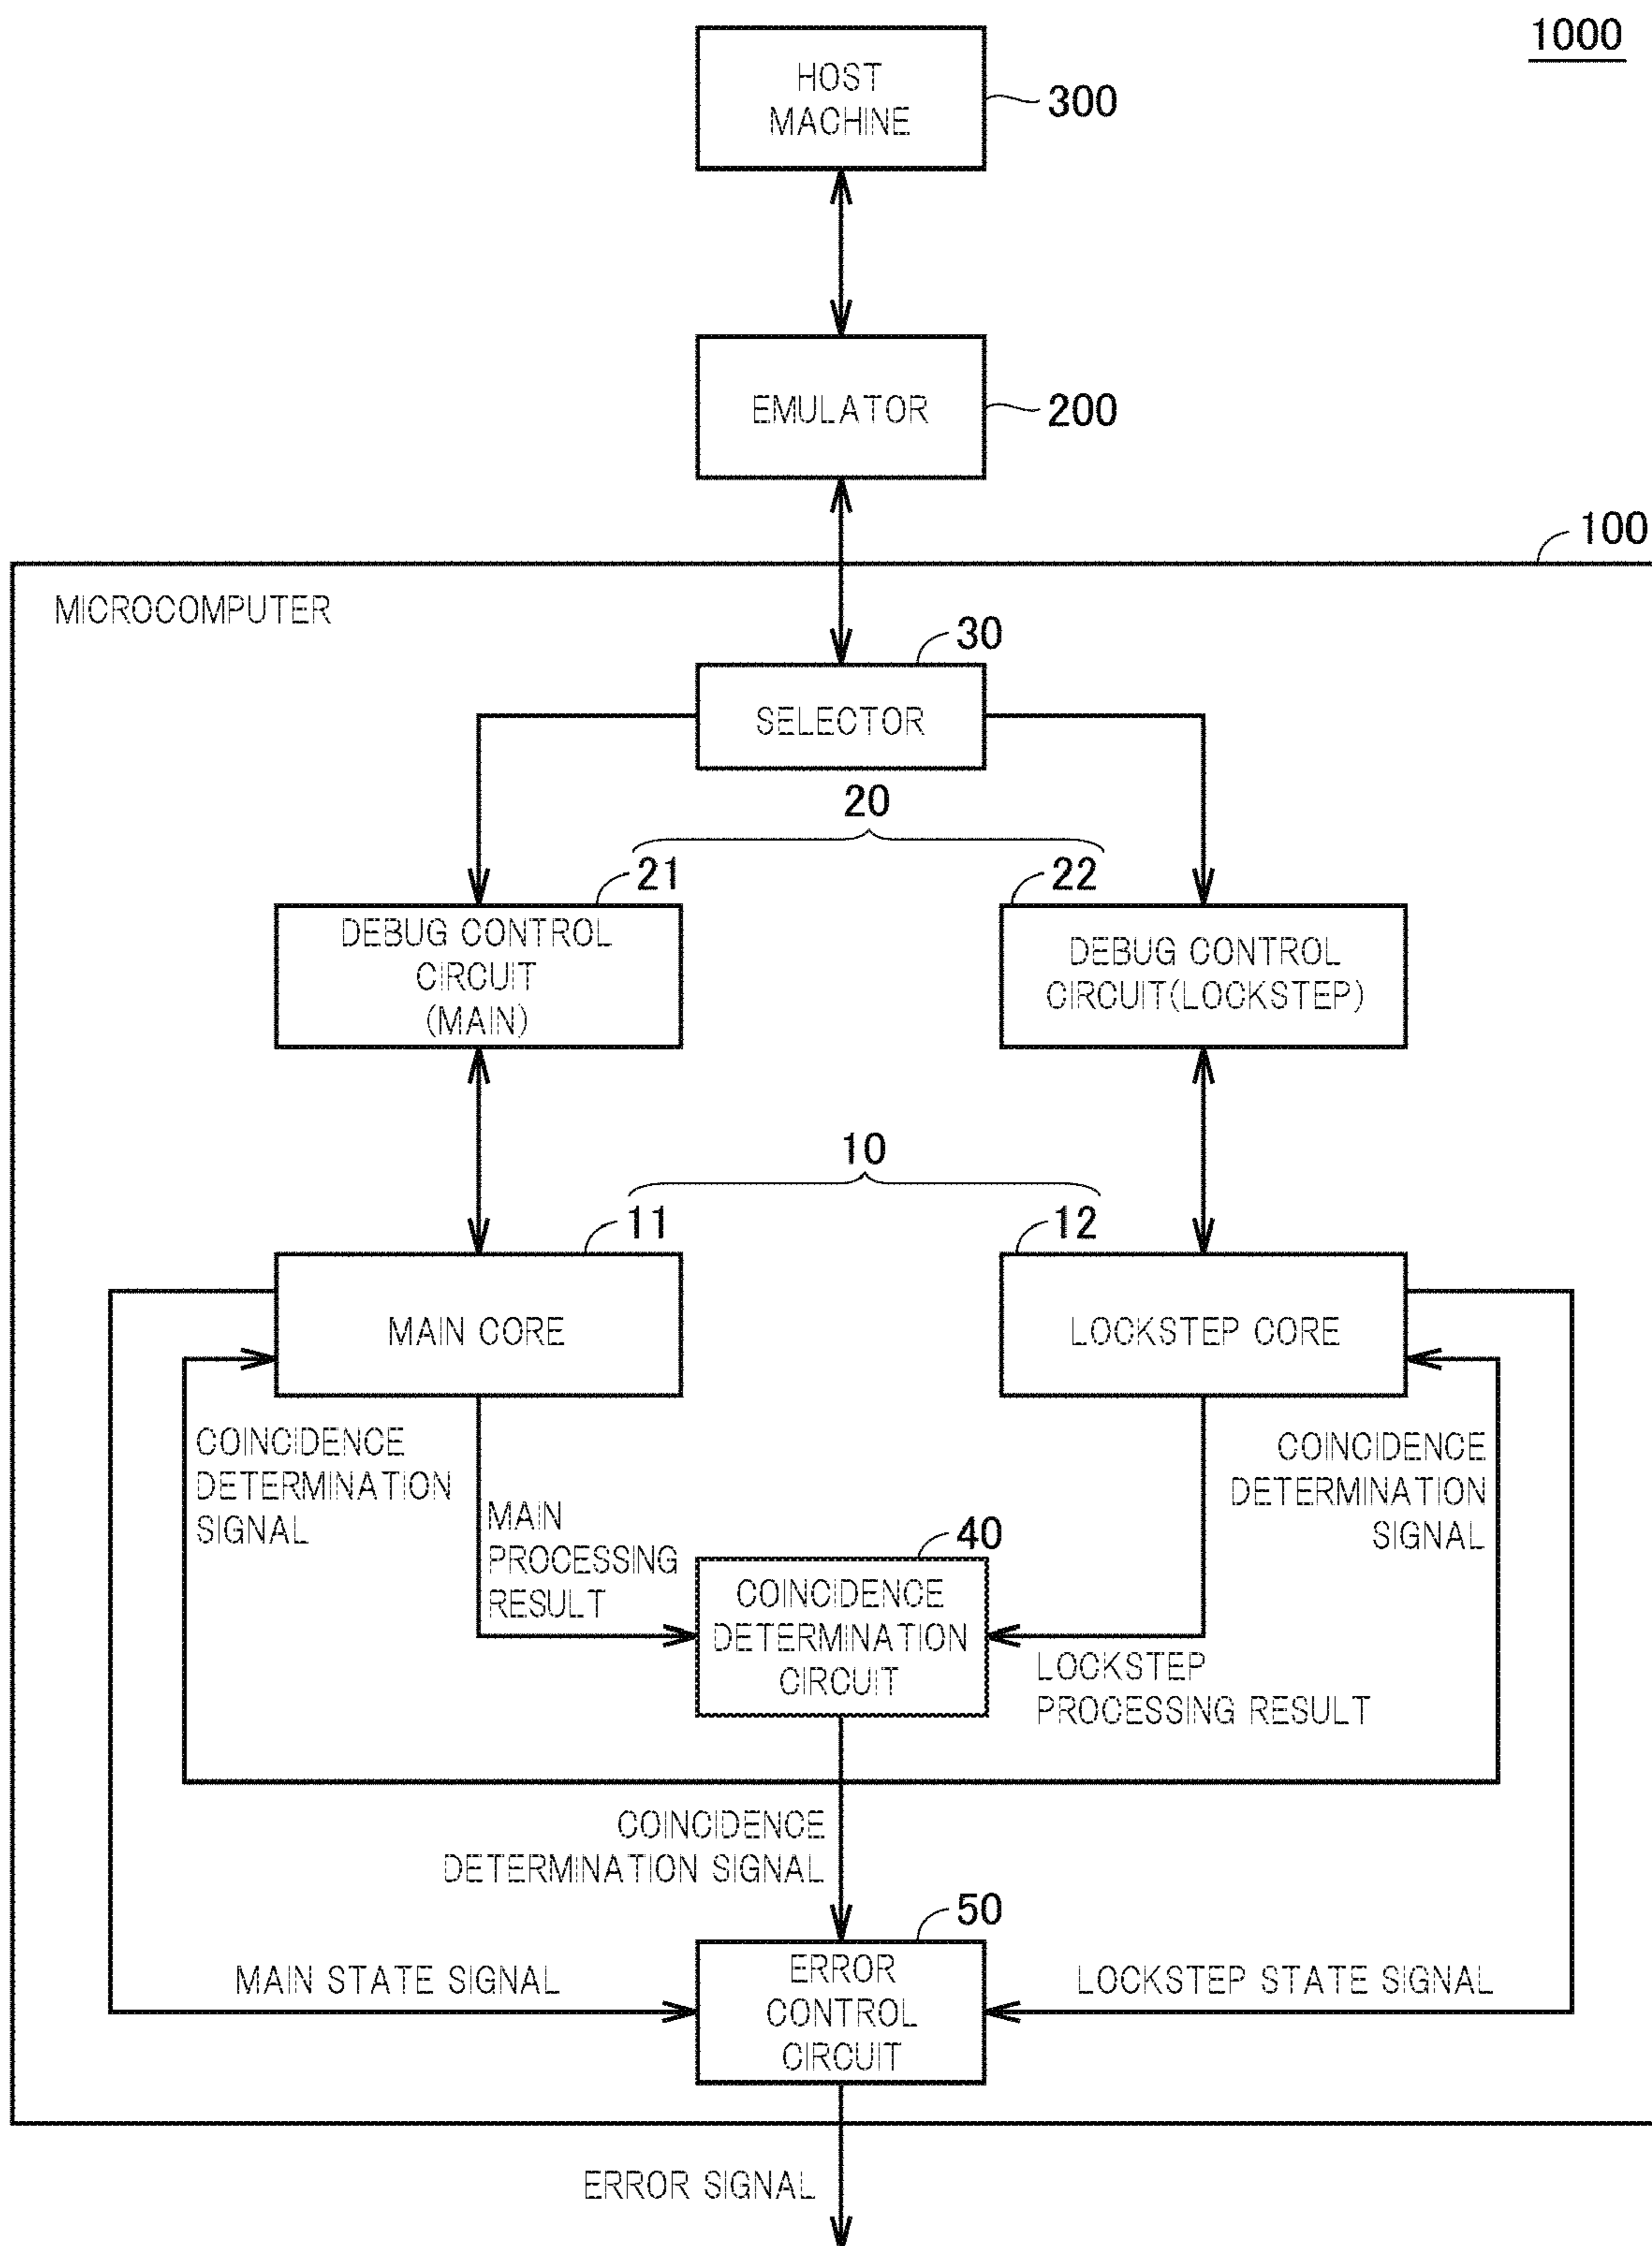 1000
HOST
MACHINE
300
EMULATOR
200
100
MICROCOMPUTER
30
SELECTOR
20
21
22
DEBUG CONTROL
CIRCUIT
(MAIN)
DEBUG CONTROL
CIRCUIT(LOCKSTEP)
10
11
12
MAIN CORE
LOCKSTEP CORE
COINCIDENCE
DETERMINATION
SIGNAL
COINCIDENCE
DETERMINATION
SIGNAL
MAIN
PROCESSING
RESULT
40
COINCIDENCE
DETERMINATION
CIRCUIT
LOCKSTEP
PROCESSING RESULT
COINCIDENCE
DETERMINATION SIGNAL
50
MAIN STATE SIGNAL
ERROR
CONTROL
CIRCUIT
LOCKSTEP STATE SIGNAL
ERROR SIGNAL